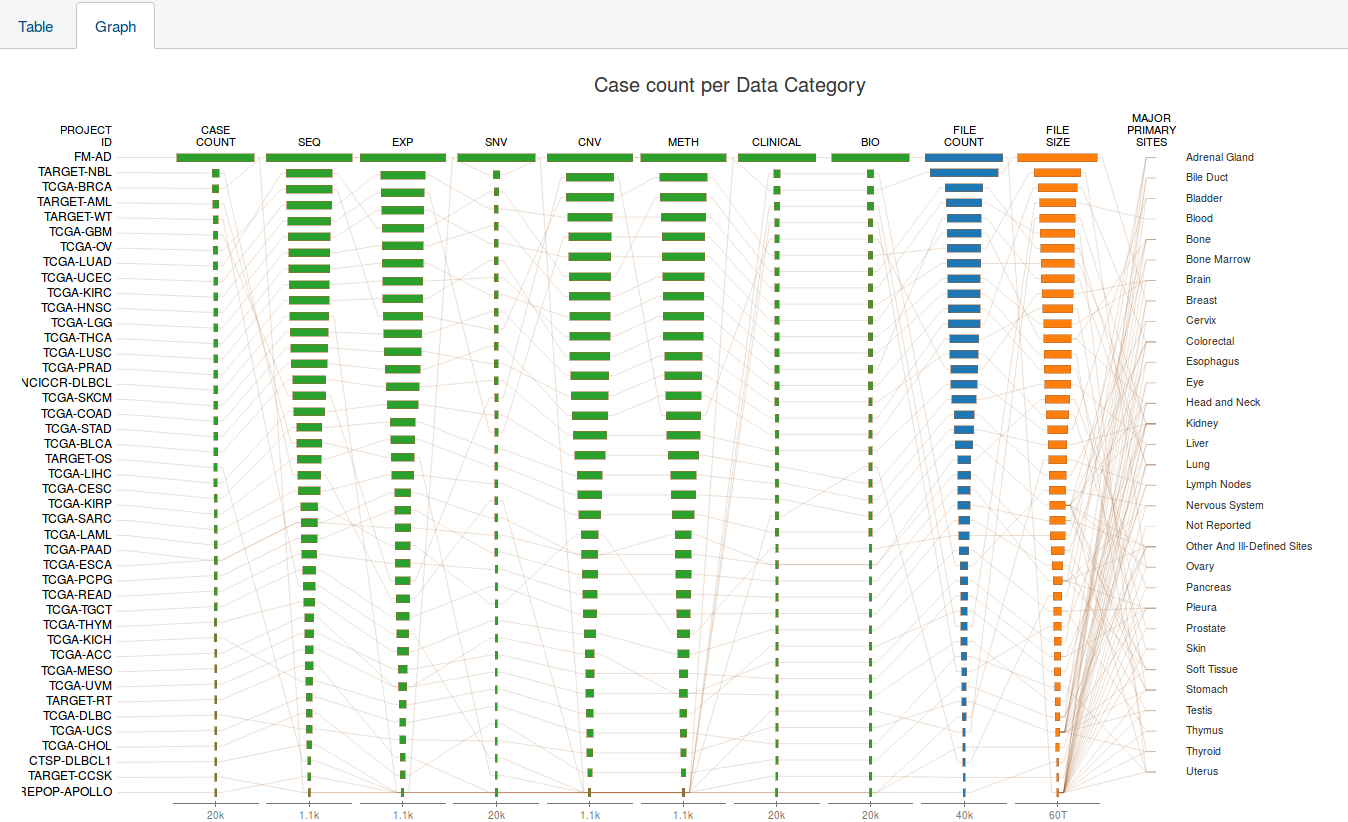 Table
Graph
Case count per Data Category
PROJECT
ID
CASE
COUNT
SEQ
EXP
SNV
CNV
METH
CLINICAL
BIO
FILE
COUNT
FILE
SIZE
MAJOR
PRIMARY
SITES
FM-AD
TARGET-NBL
TCGA-BRCA
TARGET-AML
TARGET-WT
TCGA-GBM
TCGA-OV
TCGA-LUAD
TCGA-UCEC
TCGA-KIRC
TCGA-HNSC
TCGA-LGG
TCGA-THCA
TCGA-LUSC
TCGA-PRAD
NCICCR-DLBCL
TCGA-SKCM
TCGA-COAD
TCGA-STAD
TCGA-BLCA
TARGET-OS
TCGA-LIHC
TCGA-CESC
TCGA-KIRP
TCGA-SARC
TCGA-LAML
TCGA-PAAD
TCGA-ESCA
TCGA-PCPG
TCGA-READ
TCGA-TGCT
TCGA-THYM
TCGA-KICH
TCGA-ACC
TCGA-MESO
TCGA-UVM
TARGET-RT
TCGA-DLBC
TCGA-UCS
TCGA-CHOL
CTSP-DLBCL1
TARGET-CCSK
REPOP-APOLLO
Adrenal Gland
Bile Duct
Bladder
Blood
Bone
Bone Marrow
Brain
Breast
Cervix
Colorectal
Esophagus
Eye
Head and Neck
Kidney
Liver
Lung
Lymph Nodes
Nervous System
Not Reported
Other And Ill-Defined Sites
Ovary
Pancreas
Pleura
Prostate
Skin
Soft Tissue
Stomach
Testis
Thymus
Thyroid
Uterus
20k
1.1k
1.1k
20k
1.1k
1.1k
20k
20k
40k
60T